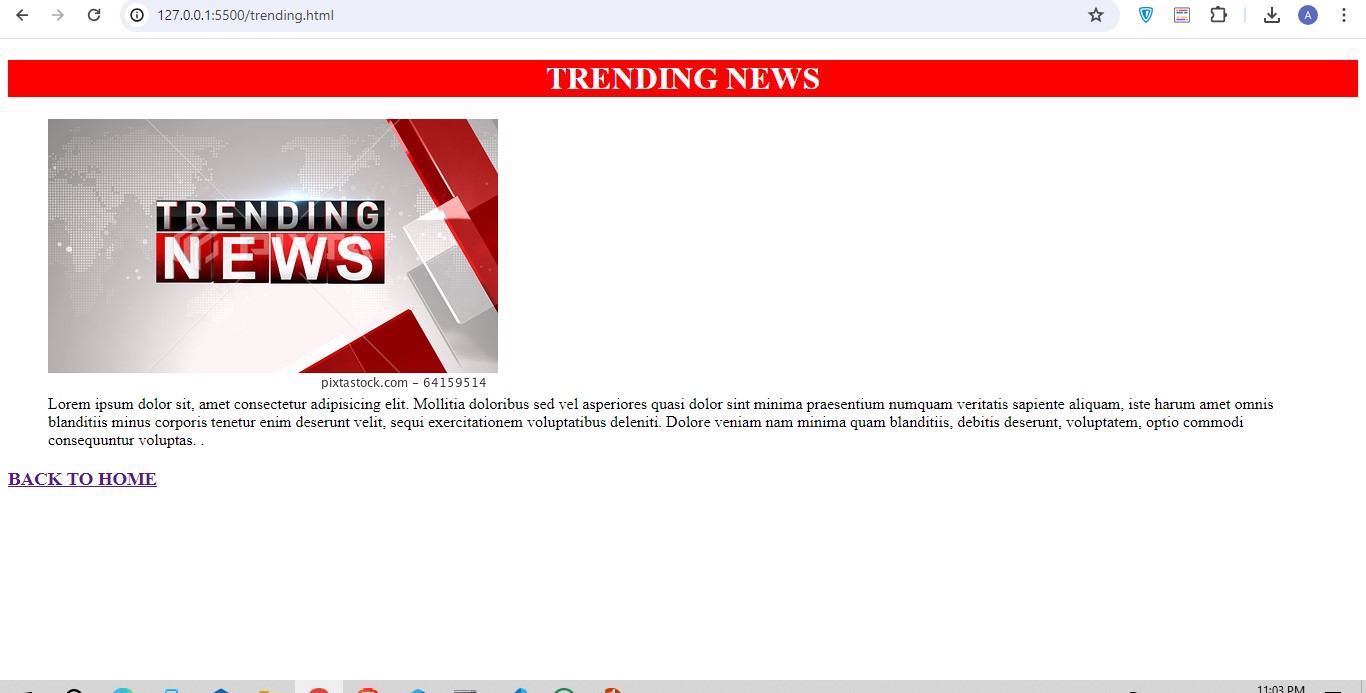 127.0.0.1:5500/trending.html
A
TRENDING NEWS
TRENDING
NEWS
pixtastock.com - 64159514
Lorem ipsum dolor sit, amet consectetur adipisicing elit. Mollitia doloribus sed vel asperiores quasi dolor sint minima praesentium numquam veritatis sapiente aliquam, iste harum amet omnis
blanditiis minus corporis tenetur enim deserunt velit, sequi exercitationem voluptatibus deleniti. Dolore veniam nam minima quam blanditiis, debitis deserunt, voluptatem, optio commodi
consequuntur voluptas. .
BACK TO HOME
11:03 PM